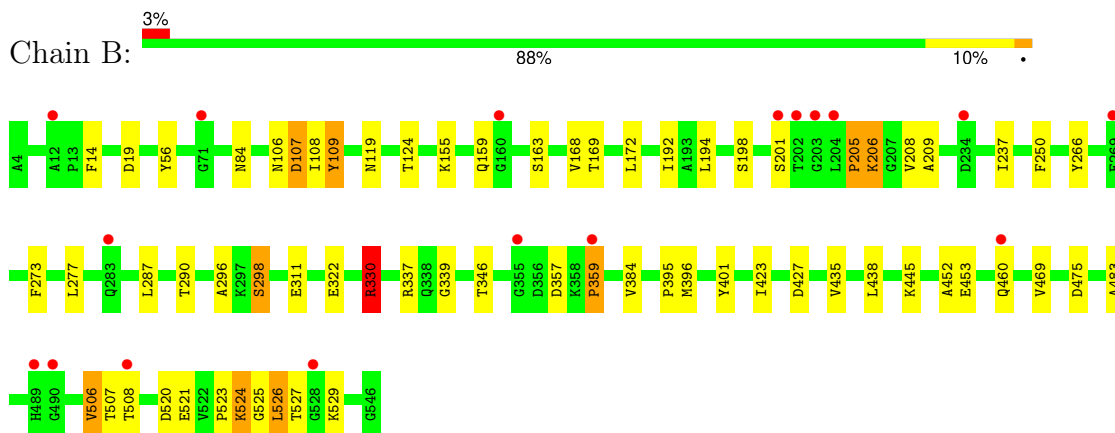 3%
Chain B:
88% 10% •
A4 A12 P13 F14 D19 Y56 G71 N84 N106 D107 I108 Y109 N119 T124 K155 Q159 G160 S163 V168 T169 L172 I192 A193 L194 S198 S201 T202 G203 L204 P205 K206 G207 V208 A209 D234 I237 F250 Y266 E269
F273 L277 Q283 L287 T290 A296 K297 S298 E311 E322 R330 R337 Q338 G339 T346 G355 D356 D357 K358 P359 V384 P395 M396 Y401 I423 D427 V435 L438 K445 A452 E453 Q460 V469 D475 A483
H489 G490 V506 T507 T508 D520 E521 V522 P523 K524 G525 L526 T527 G528 K529 G546